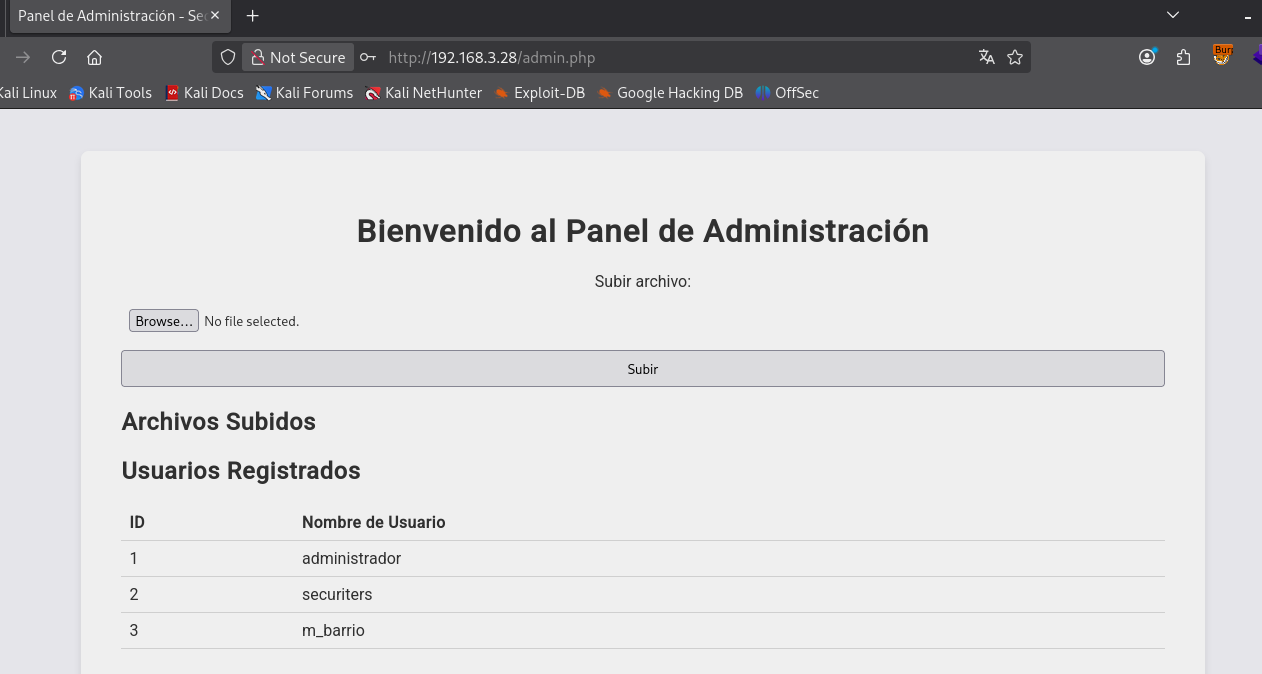 Panel de Administración - Sec
Not Secure http://192.168.3.28/admin.php
Kali Linux Kali Tools Kali Docs Kali Forums Kali NetHunter Exploit-DB Google Hacking DB OffSec
Bienvenido al Panel de Administración
Subir archivo:
Browse... No file selected.
Subir
Archivos Subidos
Usuarios Registrados
ID Nombre de Usuario
1 administrador
2 securiters
3 m_barrio